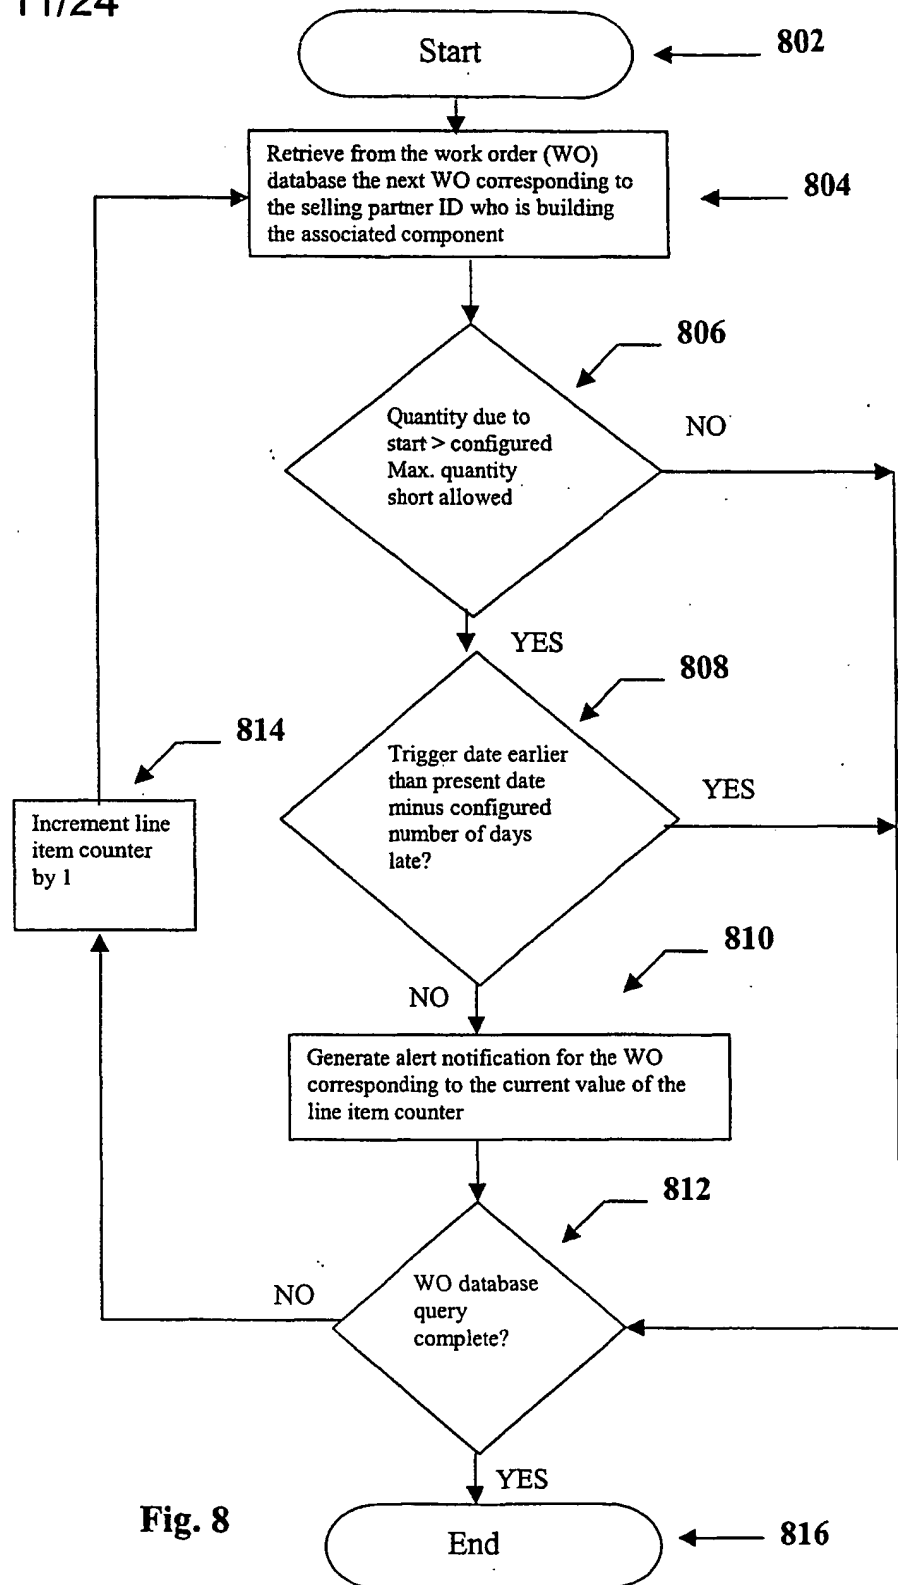 11/24
Start
802
Retrieve from the work order (WO)
database the next WO corresponding to
the selling partner ID who is building
the associated component
804
806
Quantity due to
start > configured
Max. quantity
short allowed
NO
YES
808
814
Trigger date earlier
than present date
minus configured
number of days
late?
YES
Increment line
item counter
by 1
810
NO
Generate alert notification for the WO
corresponding to the current value of the
line item counter
812
WO database
query
complete?
NO
YES
Fig. 8
End
816